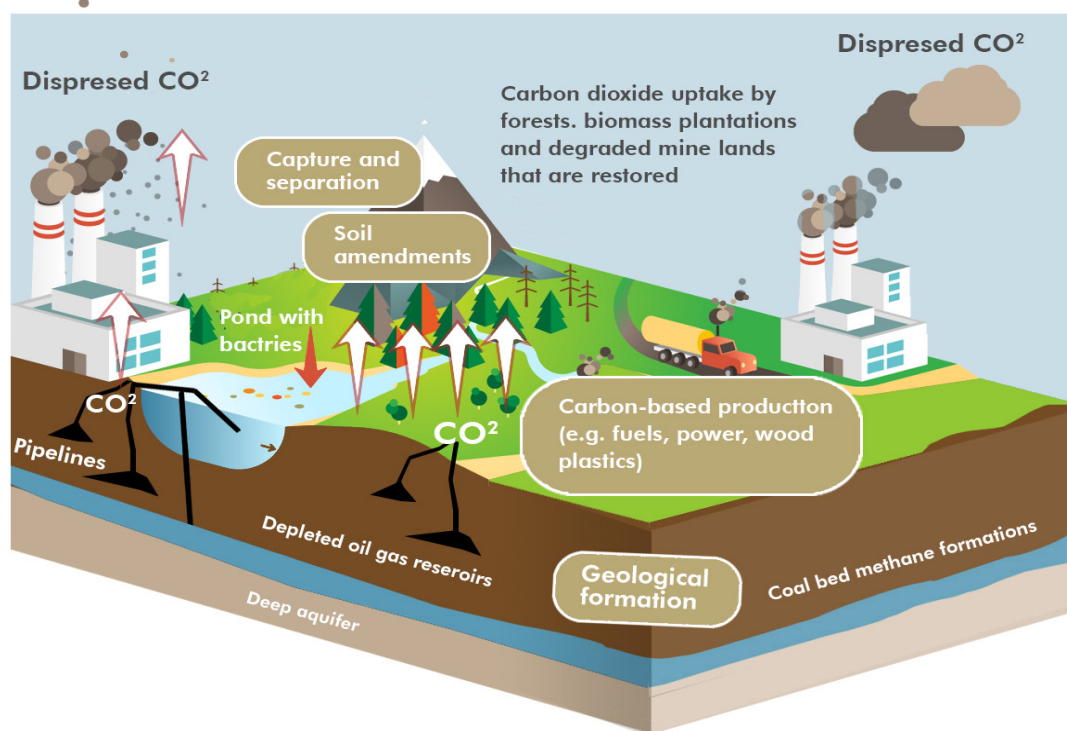 Dispresed CO²
Dispresed CO²
Carbon dioxide uptake by
forests. biomass plantations
and degraded mine lands
that are restored
Capture and
separation
Soil
amendments
Pond with
bactries
CO²
CO²
Carbon-based productton
(e.g. fuels, power, wood
plastics)
Pipelines
Depleted oil gas reseroirs
Geological
formation
Coal bed methane formations
Deep aquifer